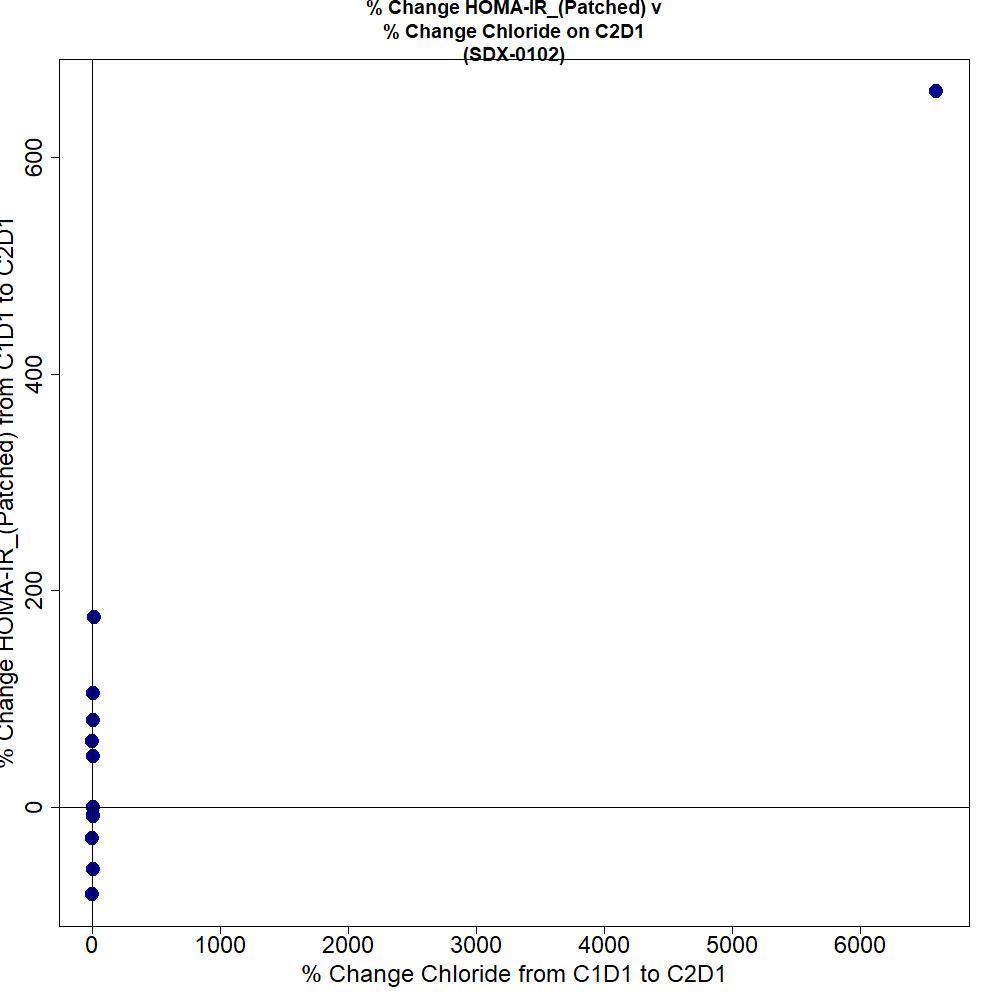 % Change HOMA-IR_(Patched) v
% Change Chloride on C2D1
(SDX-0102)
% Change HOMA-IR_(Patched) from C1D1 to C2D1
600
400
200
0
0 1000 2000 3000 4000 5000 6000
% Change Chloride from C1D1 to C2D1